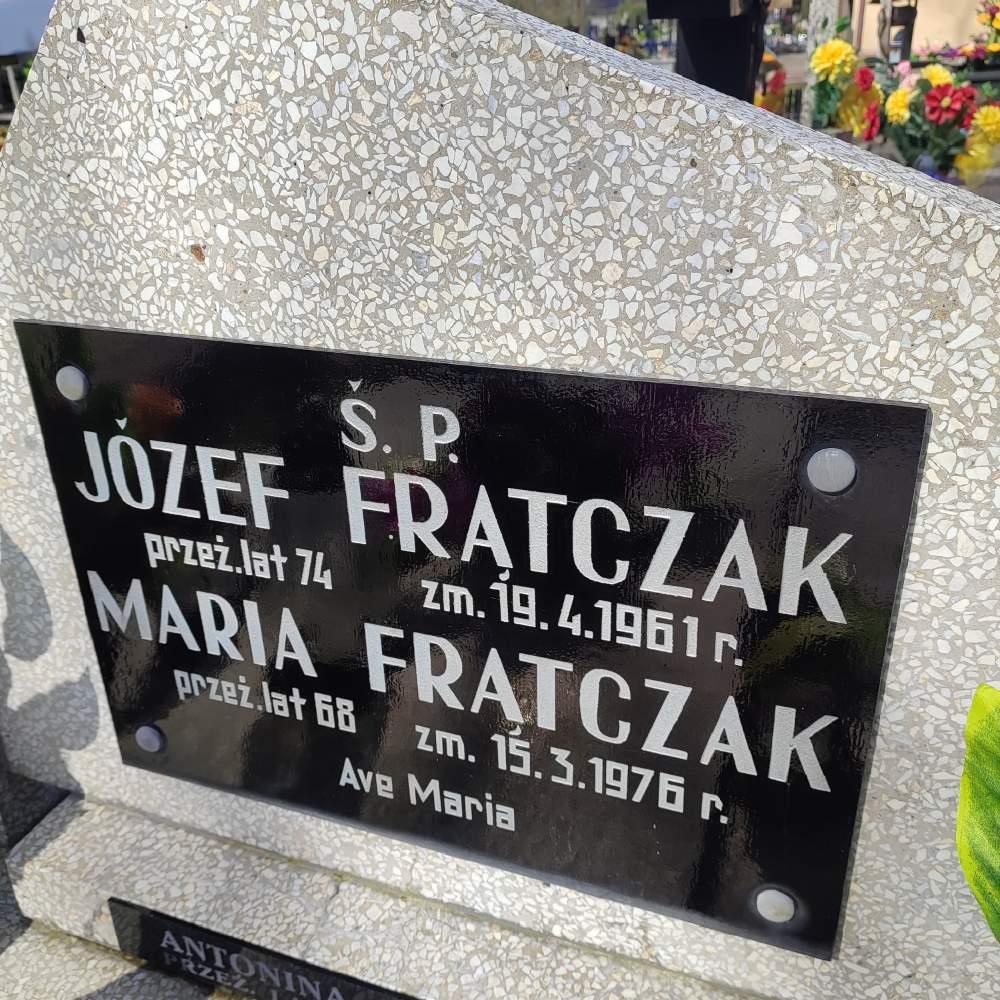 Ś. P.
JÓZEF FRĄTCZAK
przeż.lat 74 zm. 19.4.1961 r.
MARIA FRĄTCZAK
przeż.lat 68 zm. 15.3.1976 r.
Ave Maria
ANTONINA
PRZEŻ.